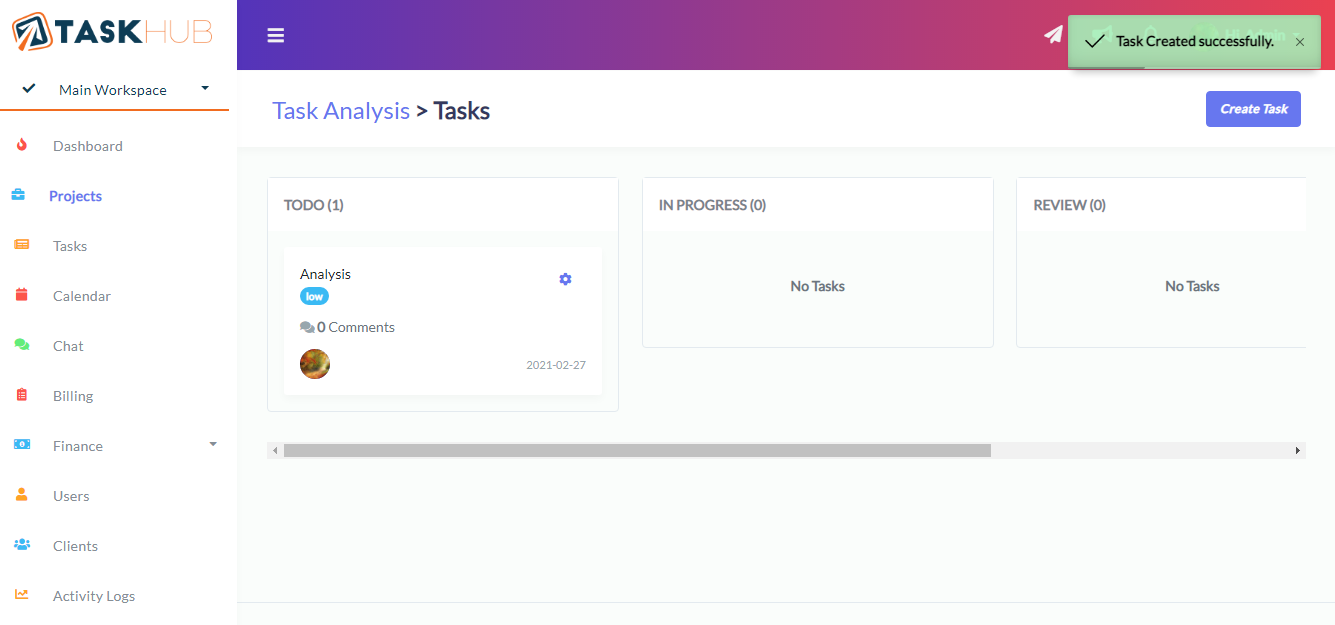 TASKHUB
Main Workspace
Dashboard
Projects
Tasks
Calendar
Chat
Billing
Finance
Users
Clients
Activity Logs
Task Created successfully. ×
Hi, Admin
Task Analysis > Tasks
Create Task
TODO (1)
Analysis
low
0 Comments
2021-02-27
IN PROGRESS (0)
No Tasks
REVIEW (0)
No Tasks